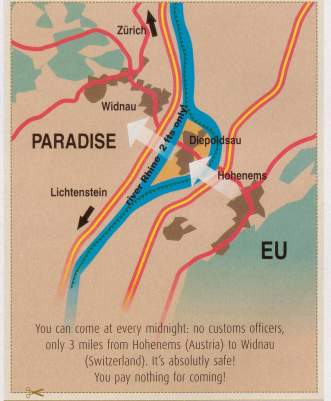 Zürich
Widnau
PARADISE
river Rhine 2 fts only!
Diepoldsau
Hohenems
Lichtenstein
EU
You can come at every midnight: no customs officers,
only 3 miles from Hohenems (Austria) to Widnau
(Switzerland). It's absolutly safe!
You pay nothing for coming!